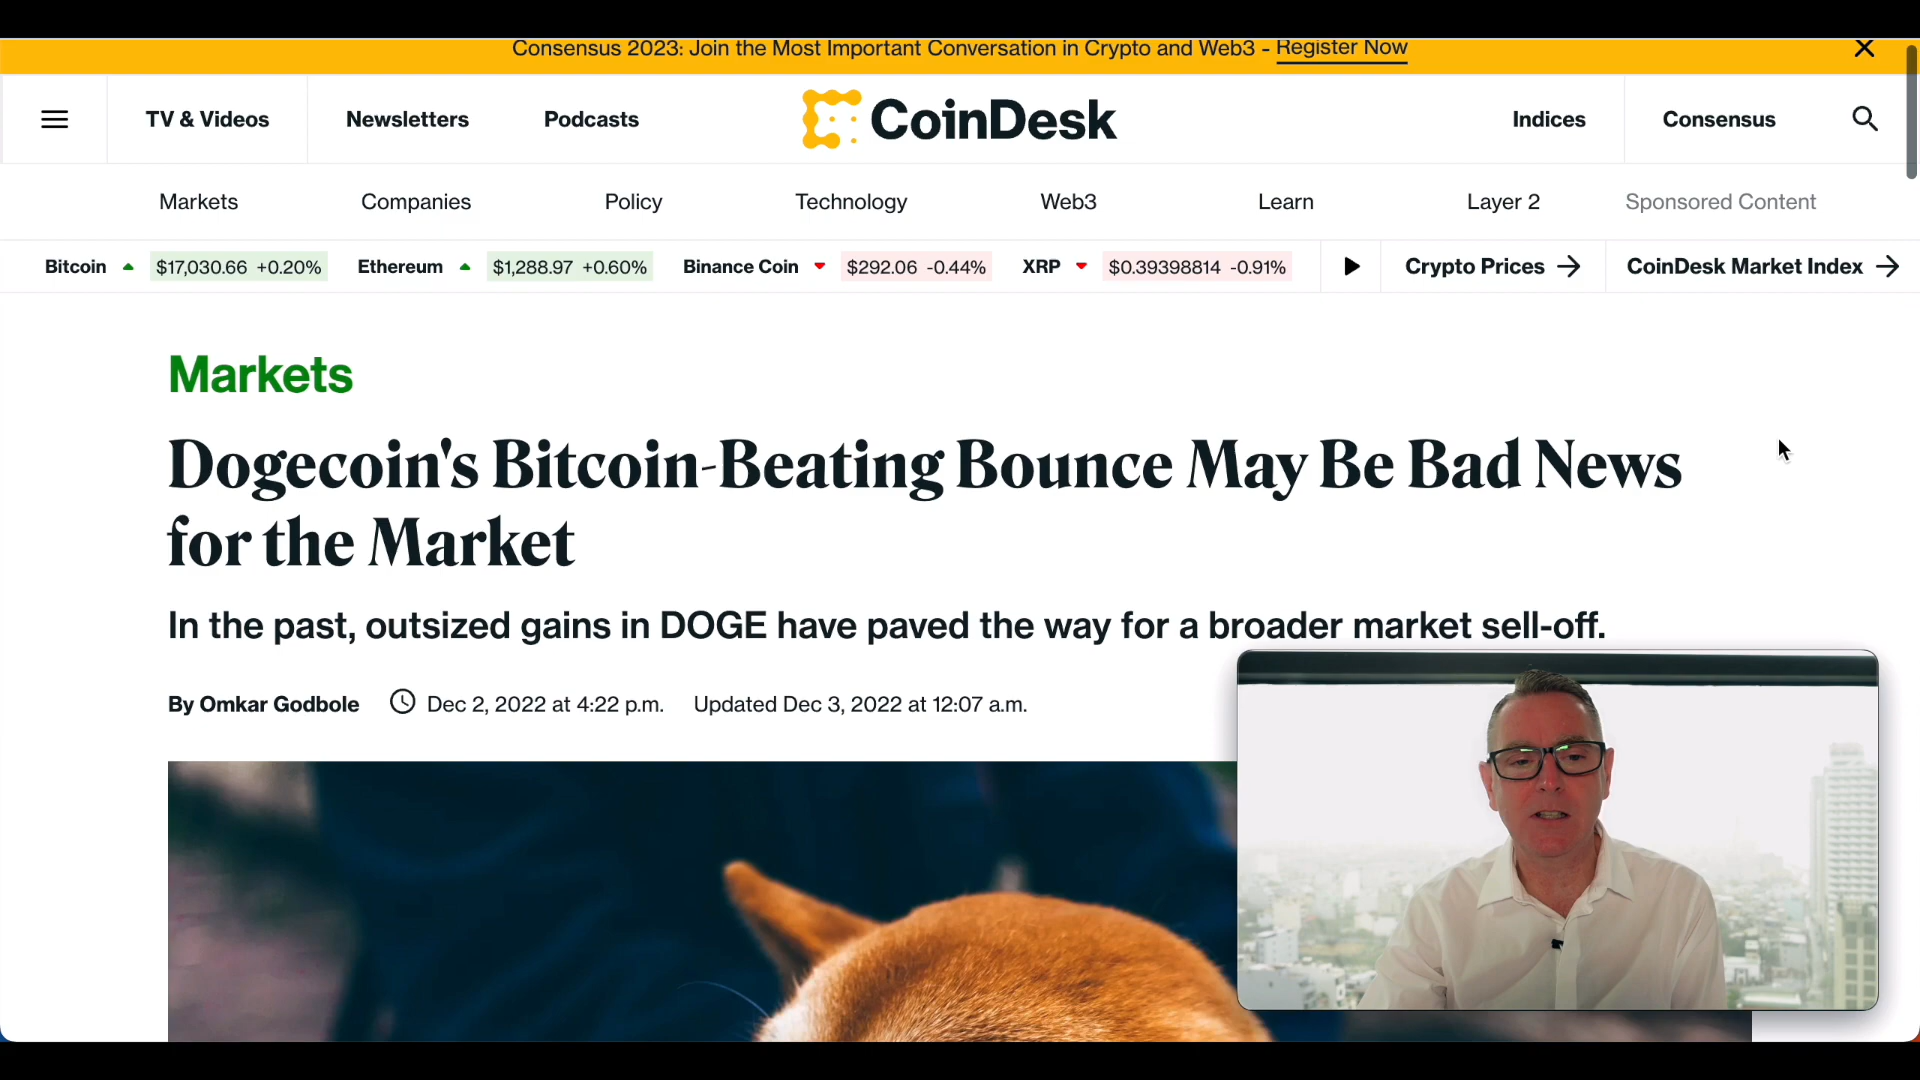 Consensus 2023: Join the Most Important Conversation in Crypto and Web3 - Register Now
TV & Videos Newsletters Podcasts CoinDesk Indices Consensus
Markets Companies Policy Technology Web3 Learn Layer 2 Sponsored Content
Bitcoin $17,030.66 +0.20% Ethereum $1,288.97 +0.60% Binance Coin $292.06 -0.44% XRP $0.39398814 -0.91% Crypto Prices CoinDesk Market Index
Markets
Dogecoin's Bitcoin-Beating Bounce May Be Bad News
for the Market
In the past, outsized gains in DOGE have paved the way for a broader market sell-off.
By Omkar Godbole Dec 2, 2022 at 4:22 p.m. Updated Dec 3, 2022 at 12:07 a.m.